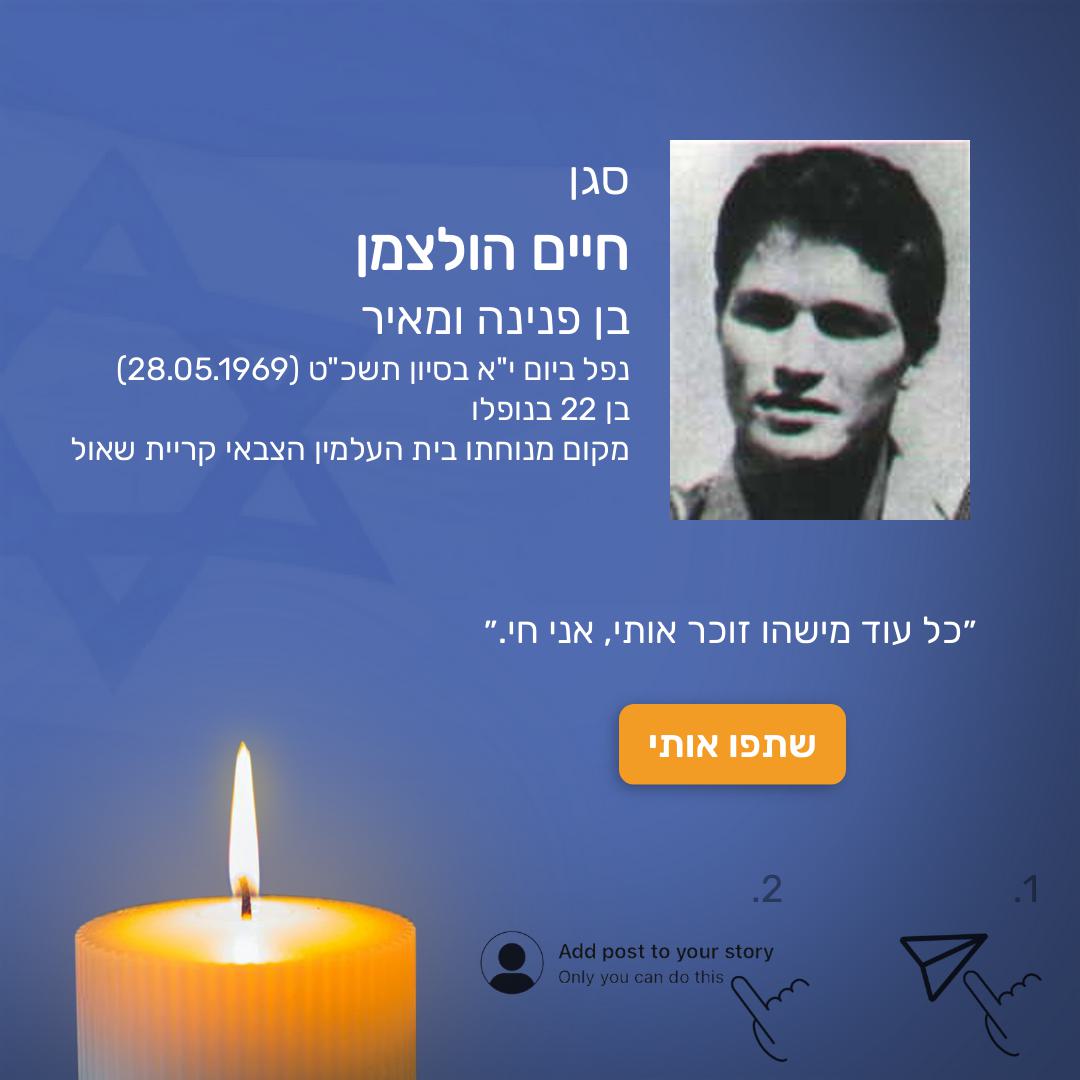 סגן
חיים הולצמן
בן פנינה ומאיר
נפל ביום י"א בסיון תשכ"ט (28.05.1969)
בן 22 בנופלו
מקום מנוחתו בית העלמין הצבאי קריית שאול
״כל עוד מישהו זוכר אותי, אני חי.״
שתפו אותי
1.
2.
Add post to your story
Only you can do this